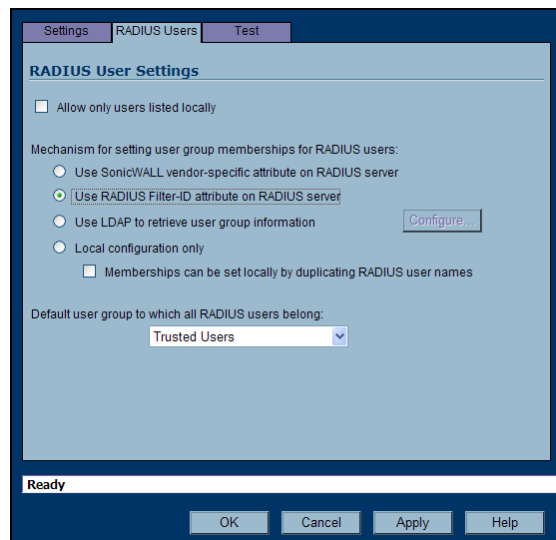 Settings RADIUS Users Test
RADIUS User Settings
Allow only users listed locally
Mechanism for setting user group memberships for RADIUS users:
Use SonicWALL vendor-specific attribute on RADIUS server
Use RADIUS Filter-ID attribute on RADIUS server
Use LDAP to retrieve user group information Configure...
Local configuration only
Memberships can be set locally by duplicating RADIUS user names
Default user group to which all RADIUS users belong:
Trusted Users
Ready
OK Cancel Apply Help